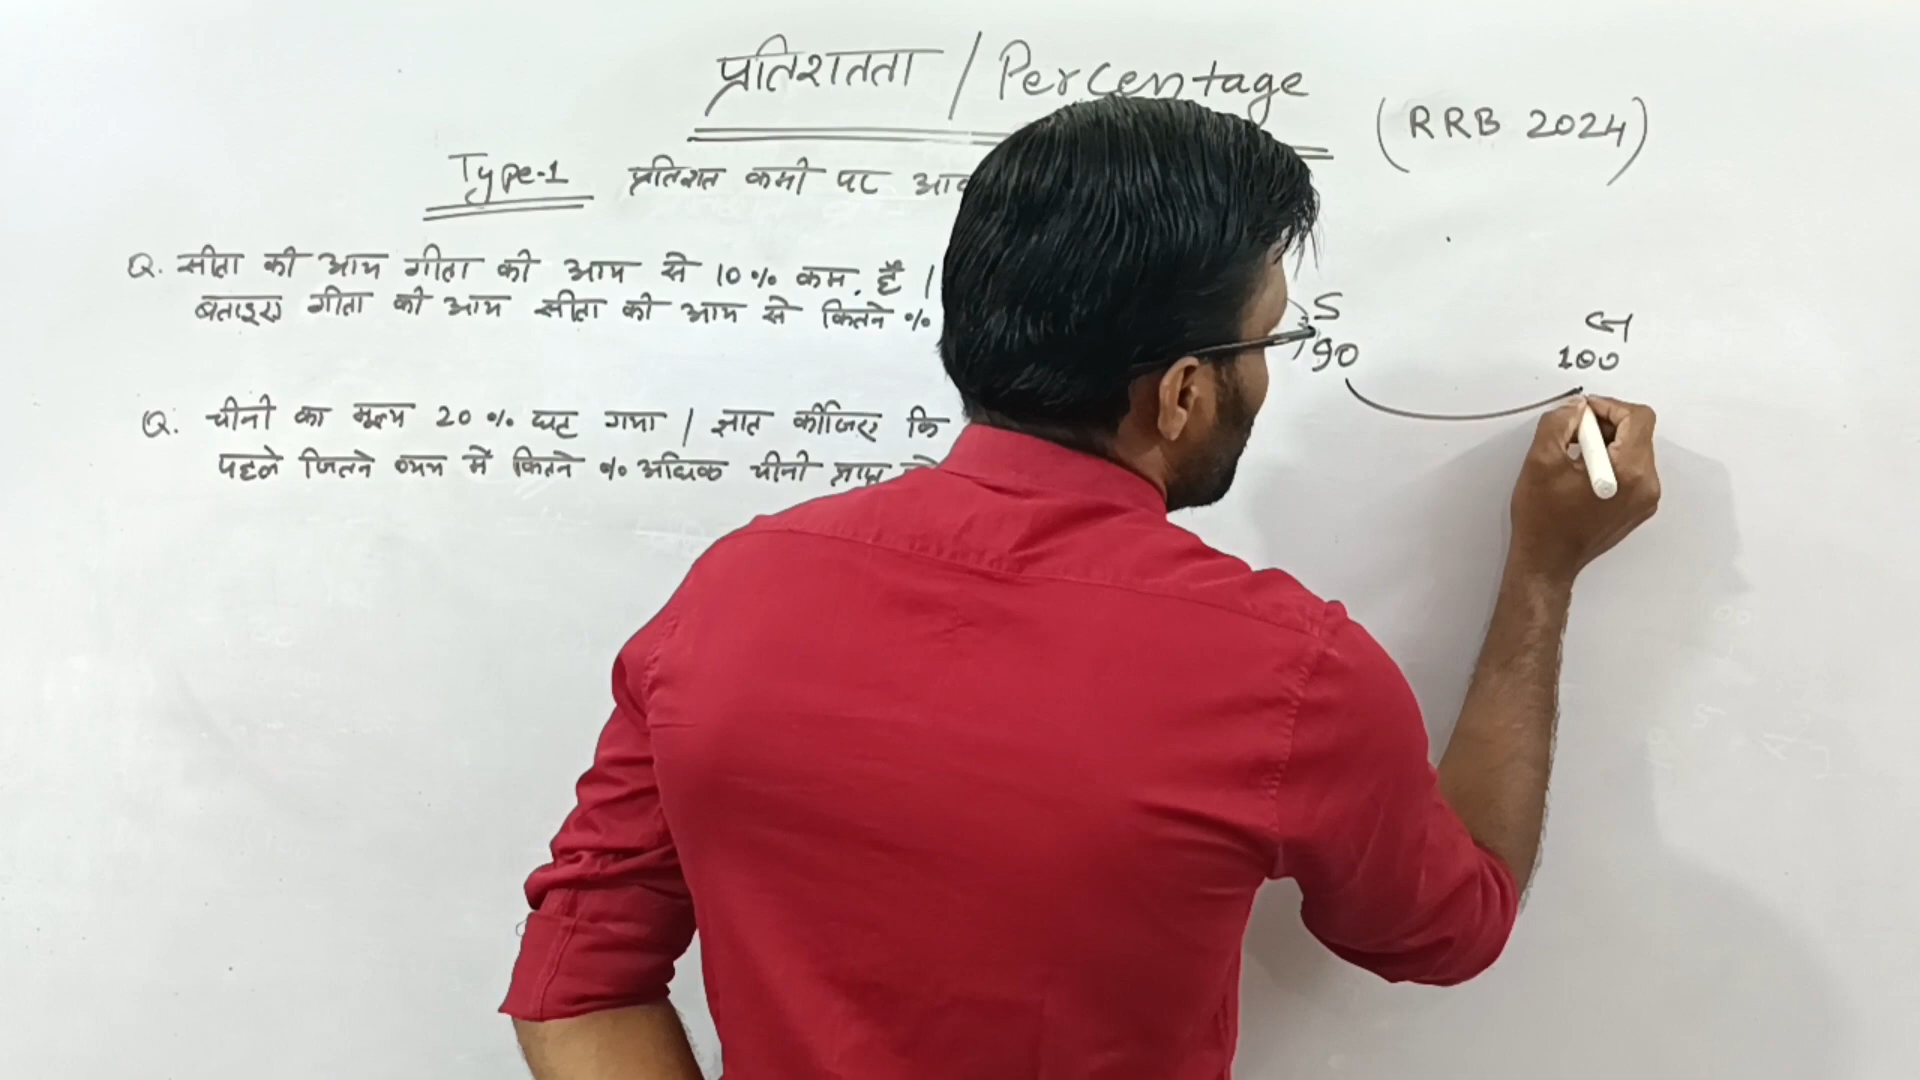 प्रतिशतता / Percentage
(RRB 2024)
Type-1 प्रतिशत कमी पर
Q. सीता की आय गीता की आय से 10% कम है |
बताइए गीता की आय सीता की आय से कितने %
S G
90 100
Q. चीनी का मूल्य 20% घट गया | ज्ञात कीजिए कि
पहले जितने व्यय में कितने % अधिक चीनी